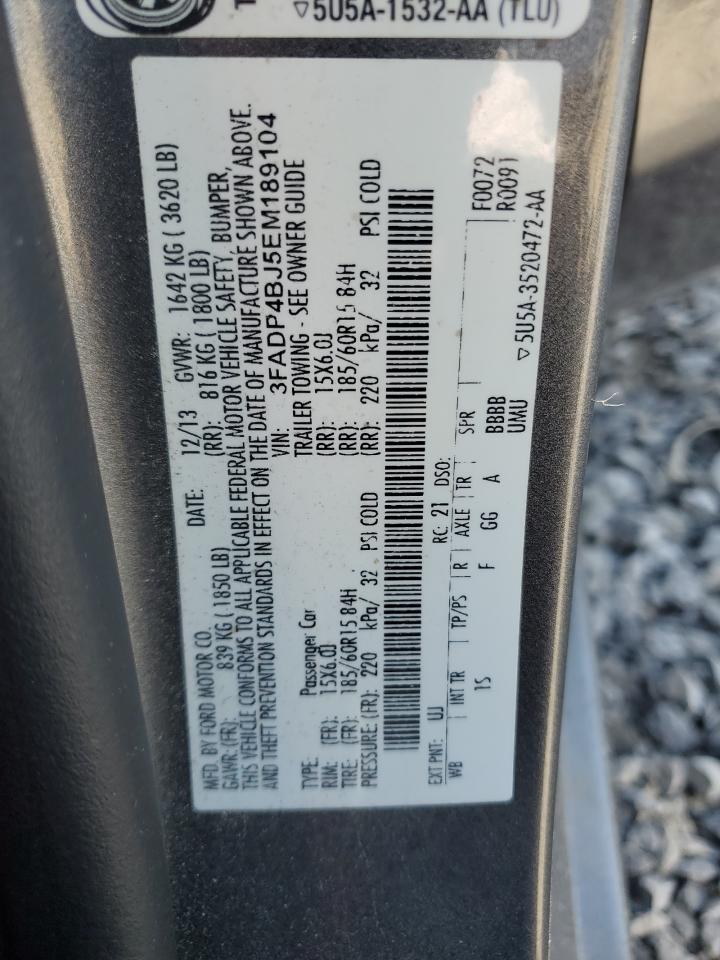 ▽5U5A-1532-AA (TLU)
MFD. BY FORD MOTOR CO. DATE: 12/13 GVWR: 1642 KG ( 3620 LB)
GAWR: (FR): 839 KG ( 1850 LB) (RR): 816 KG ( 1800 LB)
THIS VEHICLE CONFORMS TO ALL APPLICABLE FEDERAL MOTOR VEHICLE SAFETY, BUMPER,
AND THEFT PREVENTION STANDARDS IN EFFECT ON THE DATE OF MANUFACTURE SHOWN ABOVE.
VIN: 3FADP4BJ5EM189104
TYPE: Passenger Car TRAILER TOWING - SEE OWNER GUIDE
RIM: (FR): 15X6.0J (RR): 15X6.0J
TIRE: (FR): 185/60R15 84H (RR): 185/60R15 84H
PRESSURE: (FR): 220 kPa/ 32 PSI COLD (RR): 220 kPa/ 32 PSI COLD
EXT PNT: UJ RC: 21 DSO: F0072
WB INT TR TP/PS R AXLE TR SPR R0091
1S F GG A BBBB
UMU
▽5U5A-3520472-AA